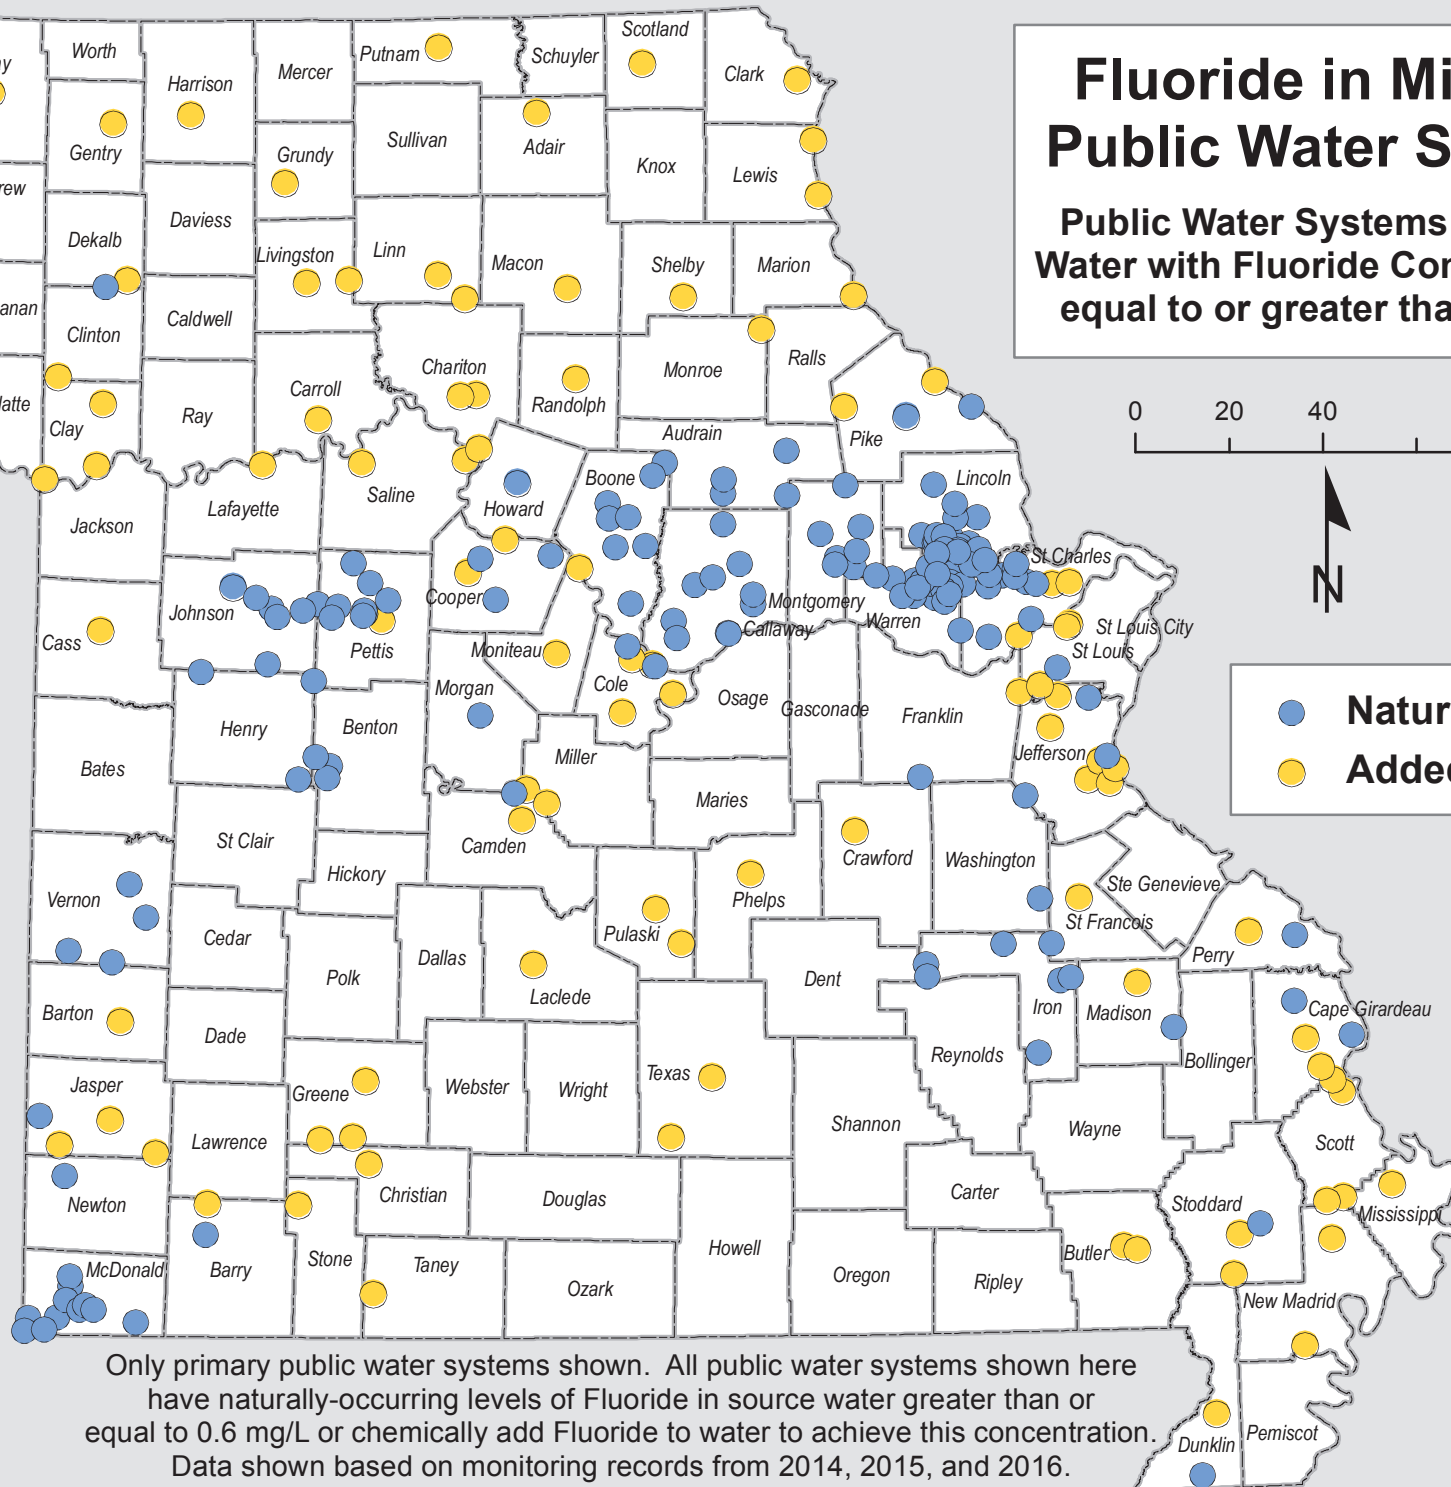 Fluoride in Mi
Public Water S
Public Water Systems
Water with Fluoride Con
equal to or greater tha
0 20 40
N
Natur
Added
Worth
Harrison
Mercer
Putnam
Schuyler
Scotland
Clark
Gentry
Grundy
Sullivan
Adair
Knox
Lewis
rew
Daviess
Dekalb
Livingston
Linn
Macon
Shelby
Marion
anan
Clinton
Caldwell
Chariton
Monroe
Ralls
latte
Clay
Ray
Carroll
Randolph
Audrain
Pike
Lincoln
Jackson
Lafayette
Saline
Howard
Boone
St Charles
Johnson
Cooper
Montgomery
Warren
Callaway
St Louis City
St Louis
Cass
Pettis
Moniteau
Cole
Morgan
Osage
Gasconade
Franklin
Jefferson
Henry
Benton
Miller
Bates
Maries
St Clair
Camden
Crawford
Washington
Hickory
Phelps
Ste Genevieve
St Francois
Vernon
Cedar
Pulaski
Perry
Polk
Dallas
Laclede
Dent
Barton
Dade
Iron
Madison
Cape Girardeau
Bollinger
Reynolds
Jasper
Greene
Webster
Wright
Texas
Shannon
Lawrence
Wayne
Scott
Newton
Christian
Douglas
Carter
Stoddard
Mississippi
Howell
McDonald
Barry
Stone
Taney
Ozark
Oregon
Ripley
Butler
New Madrid
Dunklin
Pemiscot
Only primary public water systems shown. All public water systems shown here
have naturally-occurring levels of Fluoride in source water greater than or
equal to 0.6 mg/L or chemically add Fluoride to water to achieve this concentration.
Data shown based on monitoring records from 2014, 2015, and 2016.